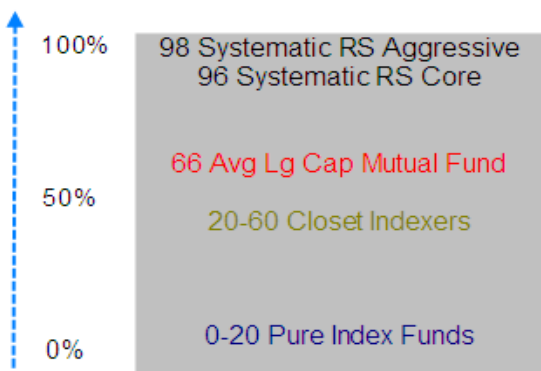 100%
98 Systematic RS Aggressive
96 Systematic RS Core
66 Avg Lg Cap Mutual Fund
50%
20-60 Closet Indexers
0-20 Pure Index Funds
0%